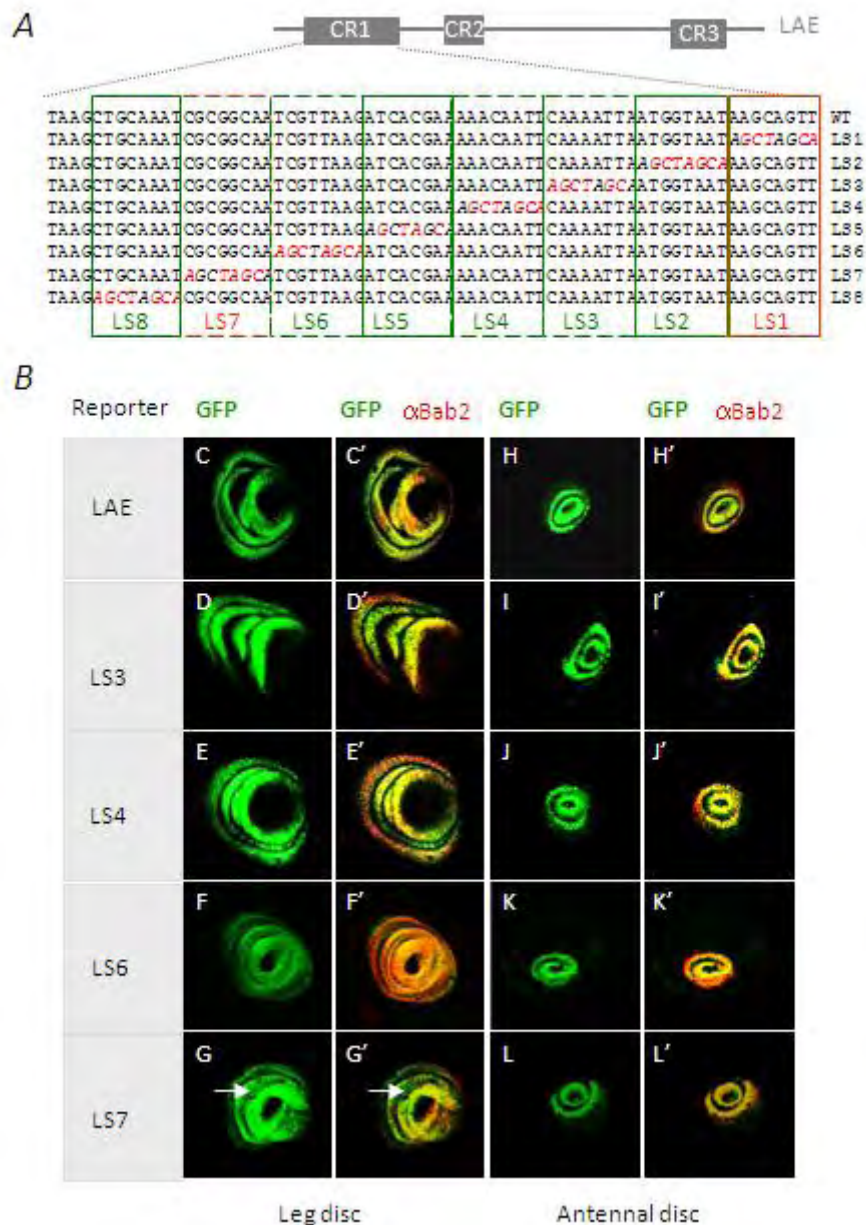 A
CR1 CR2 CR3 LAE
TAAGCTGCAAATCGCGGCAATCGTTAAGATCACGAAAAACAATTCAAAATTAATGGTAATAAGCAGTT WT
TAAGCTGCAAATCGCGGCAATCGTTAAGATCACGAAAAACAATTCAAAATTAATGGTAATAGCTAGCA LS1
TAAGCTGCAAATCGCGGCAATCGTTAAGATCACGAAAAACAATTCAAAATTAAGCTAGCAAAGCAGTT LS2
TAAGCTGCAAATCGCGGCAATCGTTAAGATCACGAAAAACAATTAGCTAGCAATGGTAATAAGCAGTT LS3
TAAGCTGCAAATCGCGGCAATCGTTAAGATCACGAAAGCTAGCACAAAATTAATGGTAATAAGCAGTT LS4
TAAGCTGCAAATCGCGGCAATCGTTAAGAGCTAGCAAAACAATTCAAAATTAATGGTAATAAGCAGTT LS5
TAAGCTGCAAATCGCGGCAAAGCTAGCAATCACGAAAAACAATTCAAAATTAATGGTAATAAGCAGTT LS6
TAAGCTGCAAATAGCTAGCATCGTTAAGATCACGAAAAACAATTCAAAATTAATGGTAATAAGCAGTT LS7
TAAGAGCTAGCACGCGGCAATCGTTAAGATCACGAAAAACAATTCAAAATTAATGGTAATAAGCAGTT LS8
LS8 LS7 LS6 LS5 LS4 LS3 LS2 LS1
B
Reporter GFP GFP αBab2 GFP GFP αBab2
LAE C C' H H'
LS3 D D' I I'
LS4 E E' J J'
LS6 F F' K K'
LS7 G G' L L'
Leg disc Antennal disc